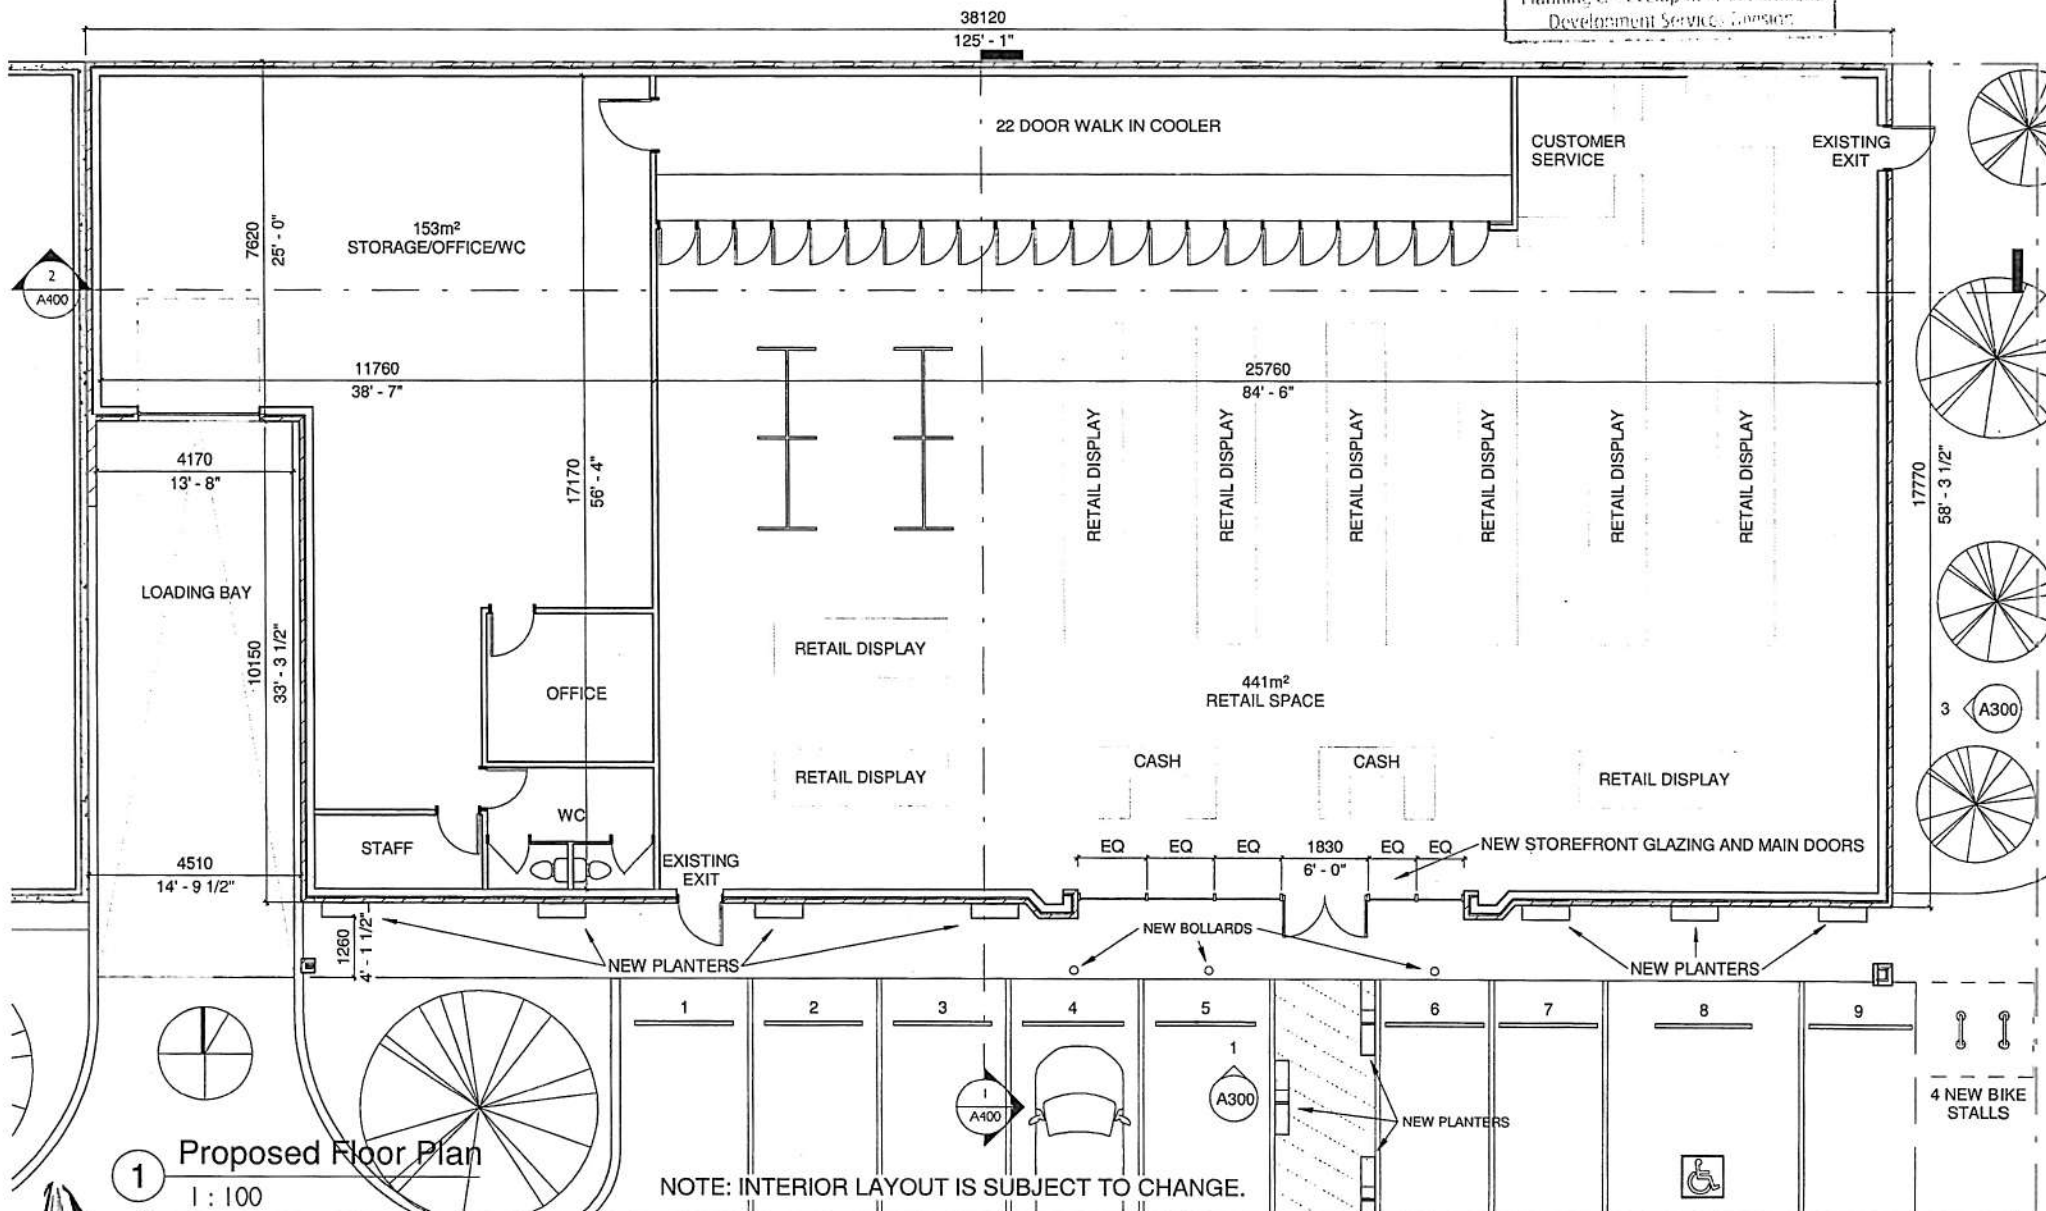 38120
125' - 1"
Development Services Division
22 DOOR WALK IN COOLER
CUSTOMER
SERVICE
EXISTING
EXIT
7620
25' - 0"
153m²
STORAGE/OFFICE/WC
2
A400
11760
38' - 7"
25760
84' - 6"
4170
13' - 8"
17170
56' - 4"
RETAIL DISPLAY
RETAIL DISPLAY
RETAIL DISPLAY
RETAIL DISPLAY
RETAIL DISPLAY
RETAIL DISPLAY
17770
58' - 3 1/2"
LOADING BAY
10150
33' - 3 1/2"
RETAIL DISPLAY
OFFICE
441m²
RETAIL SPACE
3
A300
RETAIL DISPLAY
CASH
CASH
RETAIL DISPLAY
WC
STAFF
EXISTING
EXIT
EQ
EQ
EQ
1830
6' - 0"
EQ
EQ
NEW STOREFRONT GLAZING AND MAIN DOORS
4510
14' - 9 1/2"
1260
4' - 1 1/2"
NEW PLANTERS
NEW BOLLARDS
NEW PLANTERS
1
2
3
4
5
6
7
8
9
1
A300
1
A400
NEW PLANTERS
4 NEW BIKE
STALLS
1
Proposed Floor Plan
1 : 100
NOTE: INTERIOR LAYOUT IS SUBJECT TO CHANGE.